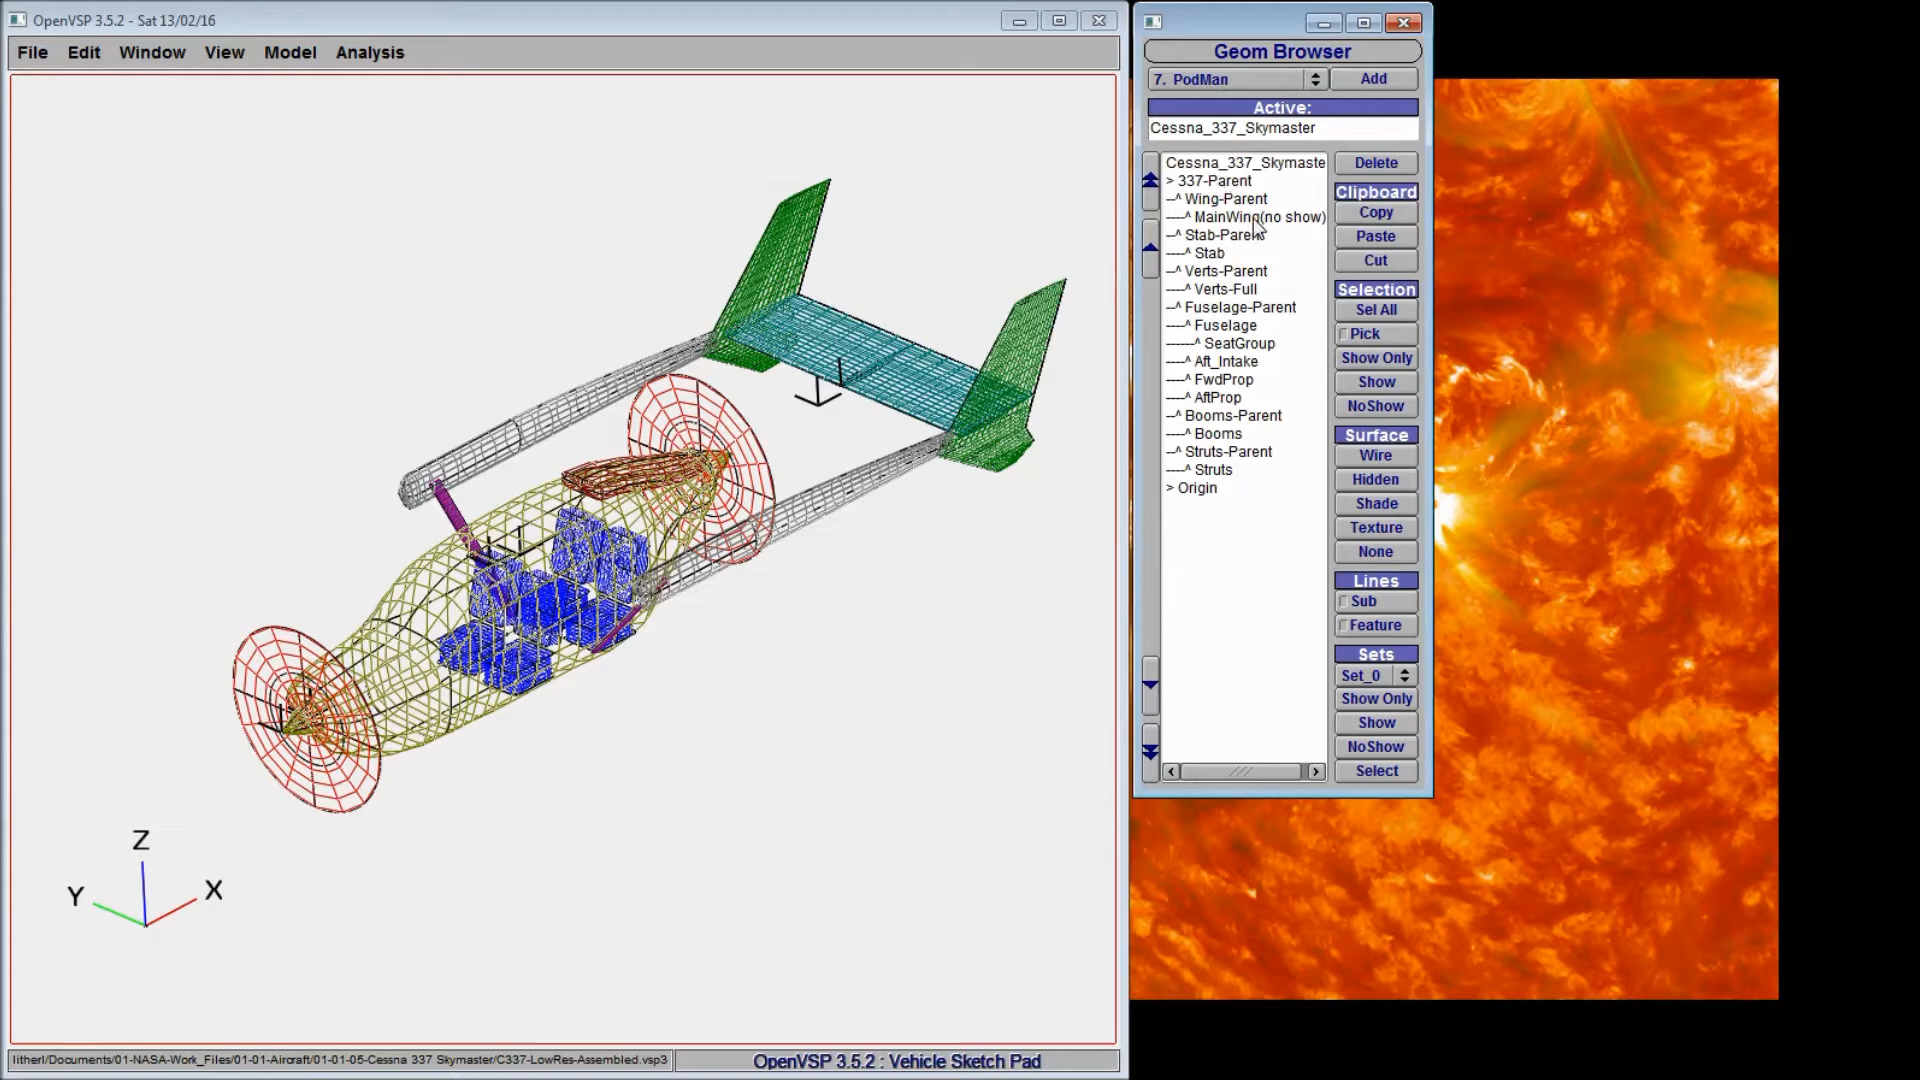 OpenVSP 3.5.2 - Sat 13/02/16
File Edit Window View Model Analysis
Z
Y
X
litherl/Documents/01-NASA-Work_Files/01-01-Aircraft/01-01-05-Cessna 337 Skymaster/C337-LowRes-Assembled.vsp3
OpenVSP 3.5.2 : Vehicle Sketch Pad
Geom Browser
7. PodMan
Add
Active:
Cessna_337_Skymaster
Cessna_337_Skymaste
> 337-Parent
--^ Wing-Parent
----^ MainWing(no show)
--^ Stab-Parent
----^ Stab
--^ Verts-Parent
----^ Verts-Full
--^ Fuselage-Parent
----^ Fuselage
------^ SeatGroup
----^ Aft_Intake
----^ FwdProp
----^ AftProp
--^ Booms-Parent
----^ Booms
--^ Struts-Parent
----^ Struts
> Origin
Delete
Clipboard
Copy
Paste
Cut
Selection
Sel All
Pick
Show Only
Show
NoShow
Surface
Wire
Hidden
Shade
Texture
None
Lines
Sub
Feature
Sets
Set_0
Show Only
Show
NoShow
Select